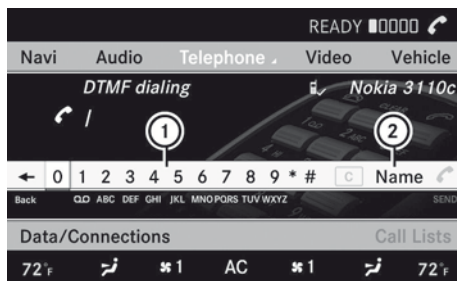 READY
Navi Audio Telephone Video Vehicle
DTMF dialing Nokia 3110c
/
1 2
← 0 1 2 3 4 5 6 7 8 9 * # C Name
Back ABC DEF GHI JKL MNO PQRS TUV WXYZ SEND
Data/Connections Call Lists
72°F 1 AC 1 72°F